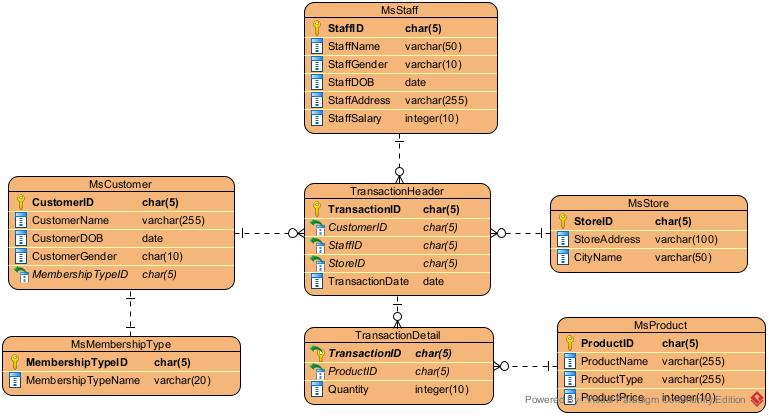 MsStaff
StaffID char(5)
StaffName varchar(50)
StaffGender varchar(10)
StaffDOB date
StaffAddress varchar(255)
StaffSalary integer(10)
MsCustomer
CustomerID char(5)
CustomerName varchar(255)
CustomerDOB date
CustomerGender char(10)
MembershipTypeID char(5)
TransactionHeader
TransactionID char(5)
CustomerID char(5)
StaffID char(5)
StoreID char(5)
TransactionDate date
MsStore
StoreID char(5)
StoreAddress varchar(100)
CityName varchar(50)
MsMembershipType
MembershipTypeID char(5)
MembershipTypeName varchar(20)
TransactionDetail
TransactionID char(5)
ProductID char(5)
Quantity integer(10)
MsProduct
ProductID char(5)
ProductName varchar(255)
ProductType varchar(255)
ProductPrice integer(10)
Powered By Visual Paradigm Community Edition